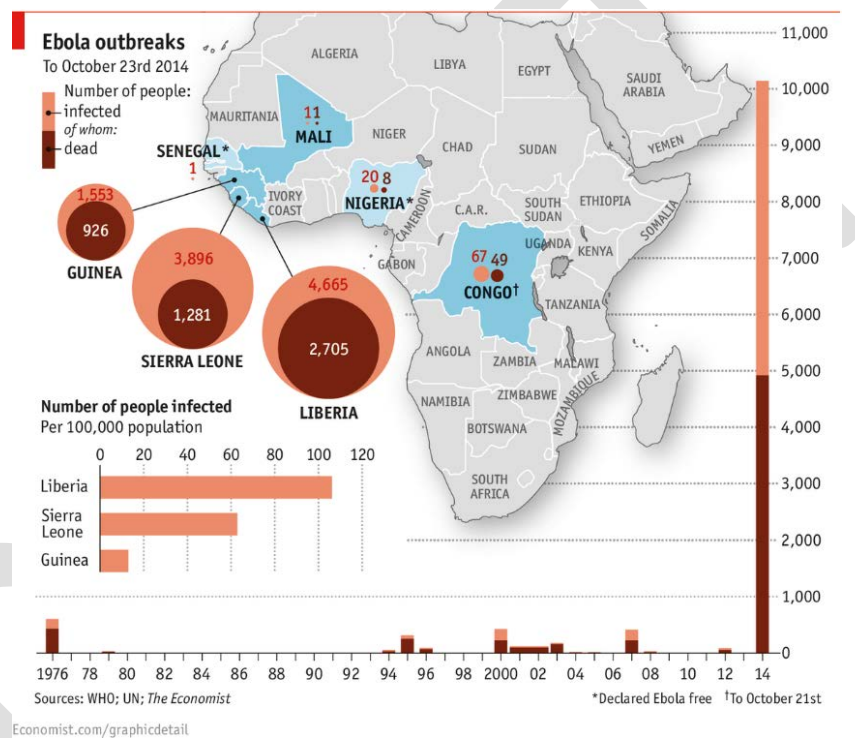 Ebola outbreaks
To October 23rd 2014
Number of people:
infected
of whom:
dead
ALGERIA
LIBYA
EGYPT
SAUDI
ARABIA
YEMEN
MAURITANIA
11
MALI
NIGER
CHAD
SUDAN
SENEGAL*
1
IVORY
COAST
20 8
NIGERIA*
CAMEROON
C.A.R.
SOUTH
SUDAN
ETHIOPIA
SOMALIA
1,553
926
GUINEA
3,896
1,281
SIERRA LEONE
4,665
2,705
LIBERIA
GABON
67 49
CONGO†
UGANDA
KENYA
TANZANIA
ANGOLA
ZAMBIA
MALAWI
MOZAMBIQUE
NAMIBIA
ZIMBABWE
BOTSWANA
SOUTH
AFRICA
11,000
10,000
9,000
8,000
7,000
6,000
5,000
4,000
3,000
2,000
1,000
0
Number of people infected
Per 100,000 population
0 20 40 60 80 100 120
Liberia
Sierra
Leone
Guinea
1976 78 80 82 84 86 88 90 92 94 96 98 2000 02 04 06 08 10 12 14
Sources: WHO; UN; The Economist
*Declared Ebola free †To October 21st
Economist.com/graphicdetail